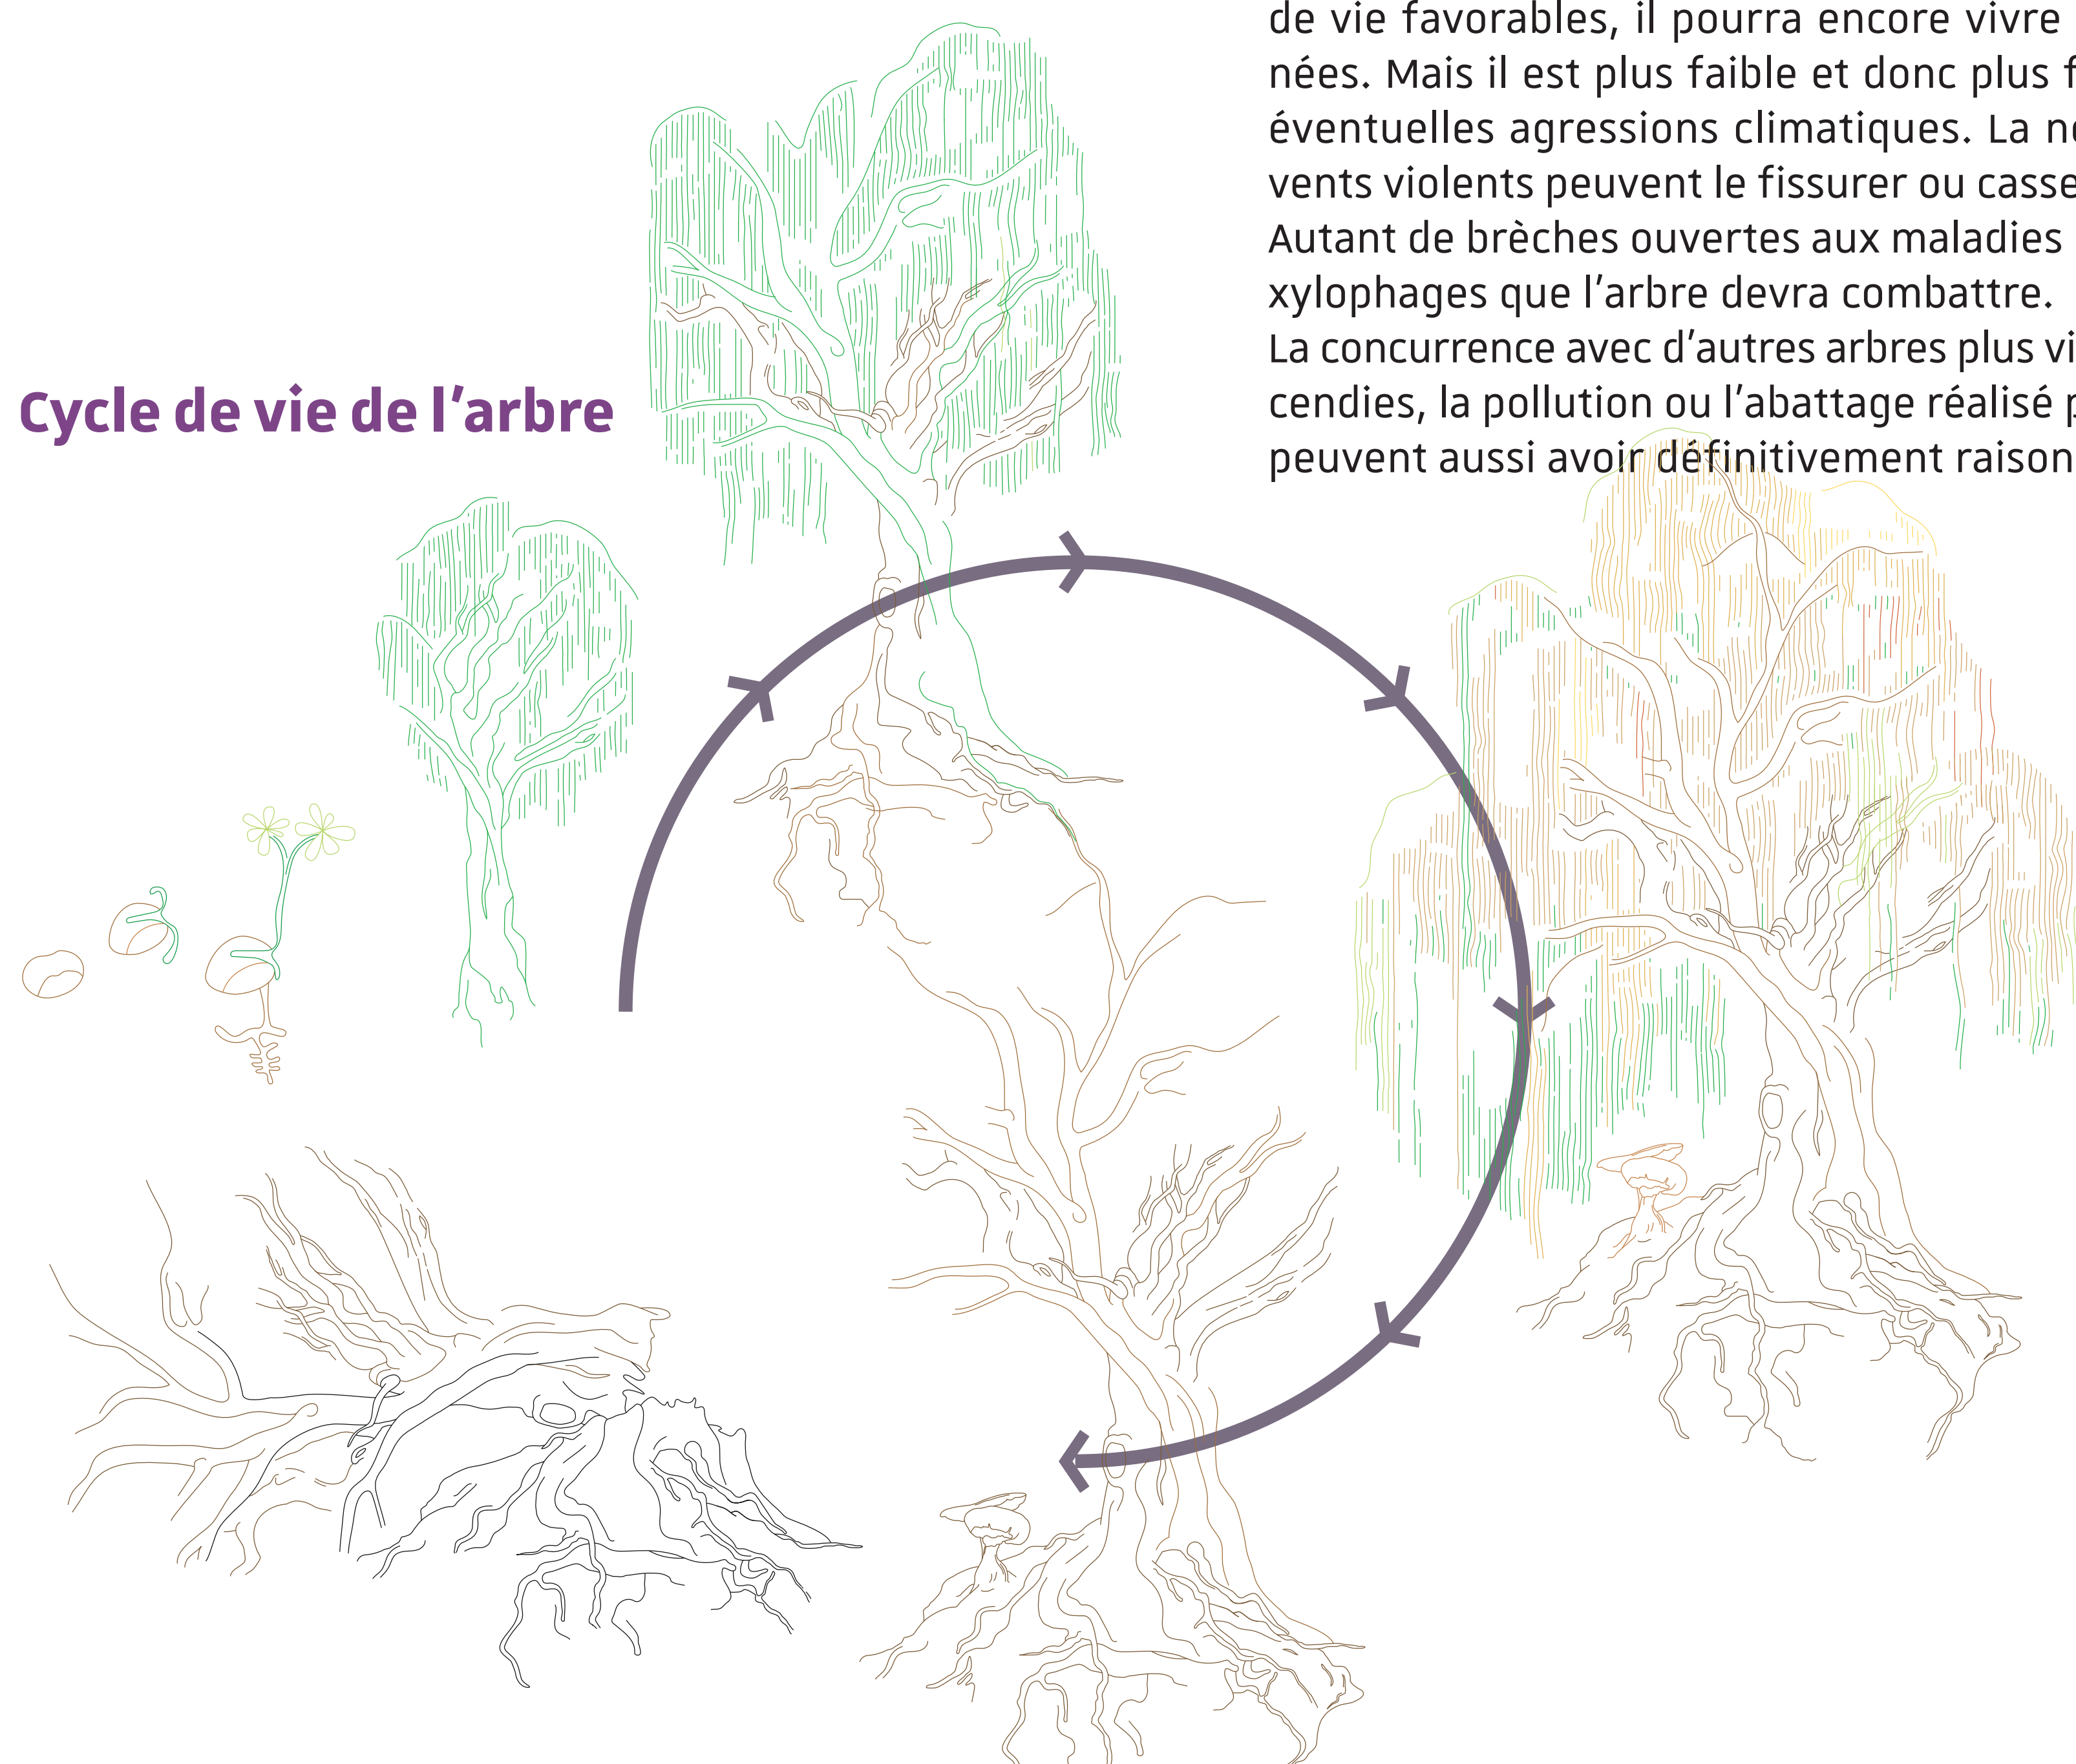 de vie favorables, il pourra encore vivre
nées. Mais il est plus faible et donc plus
éventuelles agressions climatiques. La
vents violents peuvent le fissurer ou
Autant de brèches ouvertes aux maladies
xylophages que l'arbre devra combattre.
La concurrence avec d'autres arbres plus
cendies, la pollution ou l'abattage réalisé
peuvent aussi avoir définitivement raison
Cycle de vie de l'arbre